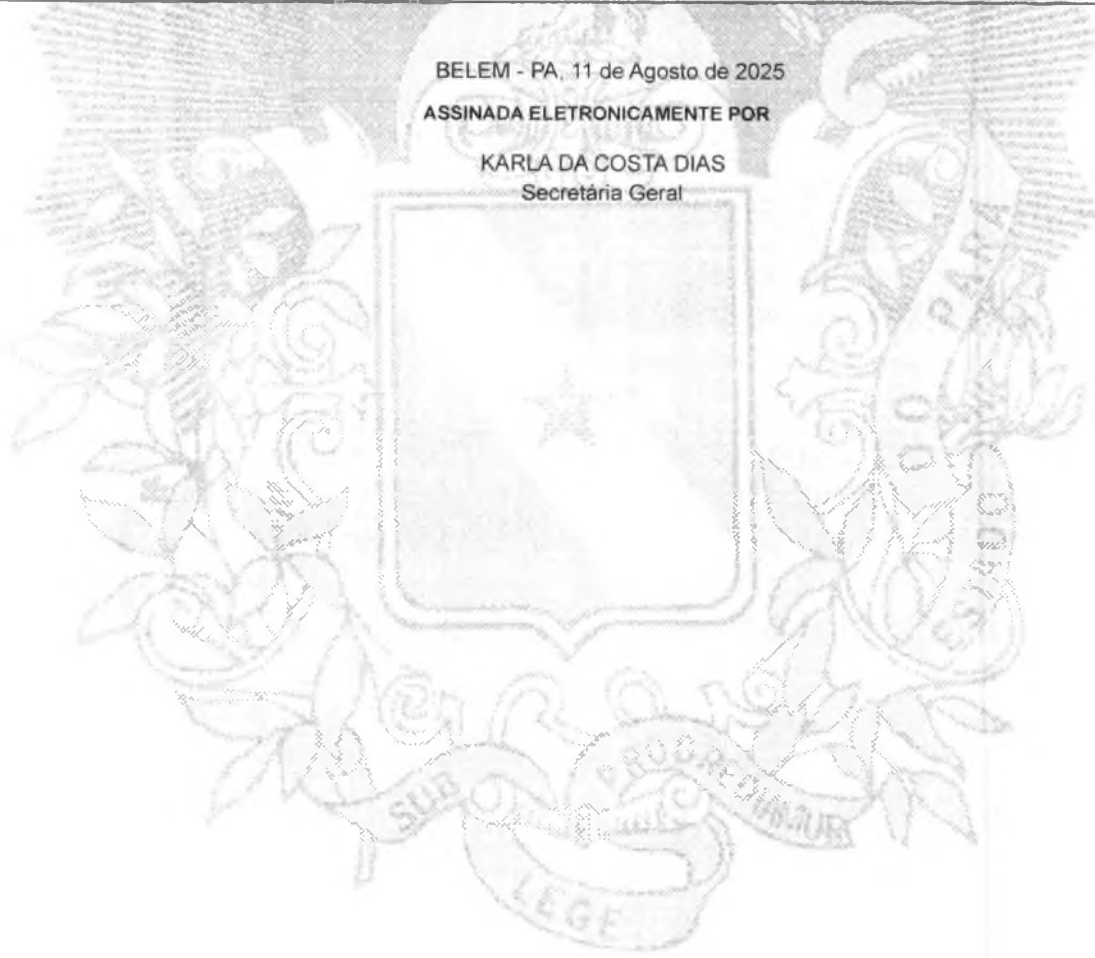 BELEM - PA, 11 de Agosto de 2025
ASSINADA ELETRONICAMENTE POR
KARLA DA COSTA DIAS
Secretária Geral
ESTADO DO PARÁ
SUB
LEGE
PROGREDIAMUR